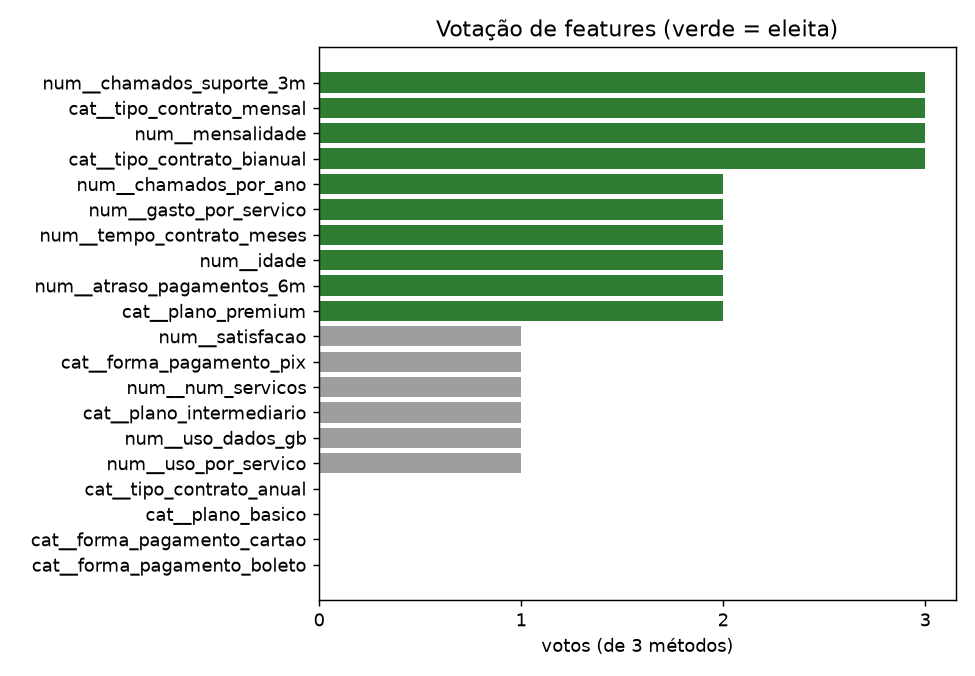 Votação de features (verde = eleita)
num__chamados_suporte_3m
cat__tipo_contrato_mensal
num__mensalidade
cat__tipo_contrato_bianual
num__chamados_por_ano
num__gasto_por_servico
num__tempo_contrato_meses
num__idade
num__atraso_pagamentos_6m
cat__plano_premium
num__satisfacao
cat__forma_pagamento_pix
num__num_servicos
cat__plano_intermediario
num__uso_dados_gb
num__uso_por_servico
cat__tipo_contrato_anual
cat__plano_basico
cat__forma_pagamento_cartao
cat__forma_pagamento_boleto
0 1 2 3
votos (de 3 métodos)